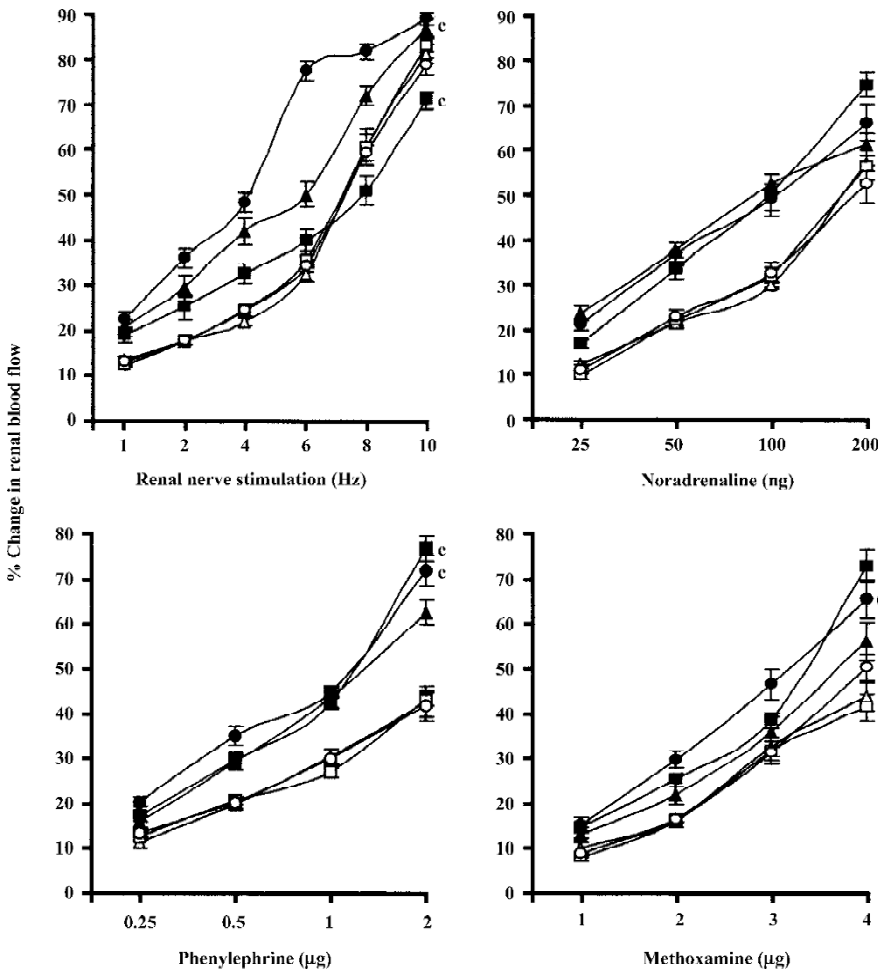 % Change in renal blood flow
90
80
70
60
50
40
30
20
10
0
c
c
1 2 4 6 8 10
Renal nerve stimulation (Hz)
90
80
70
60
50
40
30
20
10
0
25 50 100 200
Noradrenaline (ng)
80
70
60
50
40
30
20
10
0
c
c
0.25 0.5 1 2
Phenylephrine (µg)
80
70
60
50
40
30
20
10
0
1 2 3 4
Methoxamine (µg)